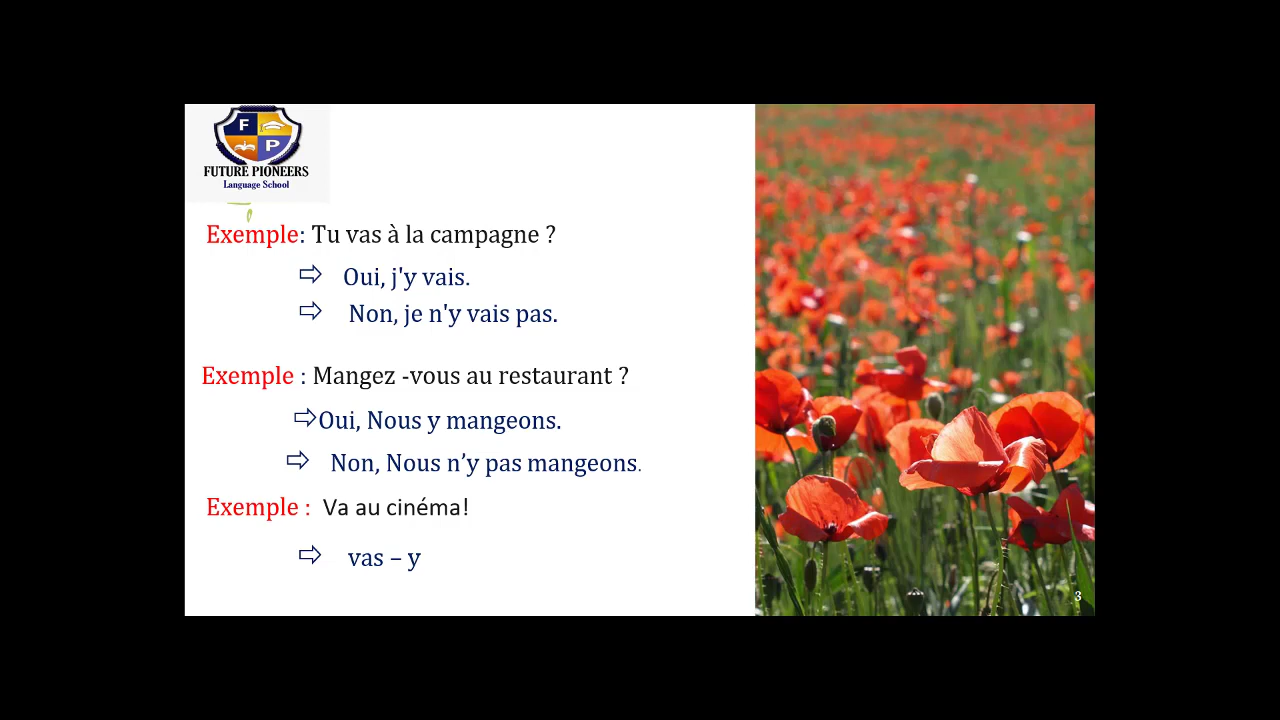 F
P
FUTURE PIONEERS
Language School
Exemple: Tu vas à la campagne ?
⇨ Oui, j'y vais.
⇨ Non, je n'y vais pas.
Exemple : Mangez -vous au restaurant ?
⇨Oui, Nous y mangeons.
⇨ Non, Nous n’y pas mangeons.
Exemple : Va au cinéma!
⇨ vas – y
3